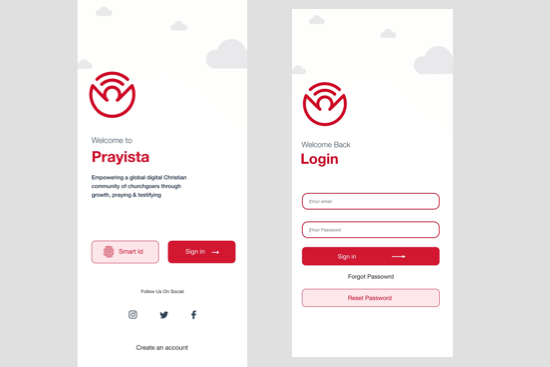 Welcome to
Prayista
Empowering a global digital Christian
community of churchgoers through
growth, praying & testifying
Smart Id
Sign in
Follow Us On Social:
Create an account
Welcome Back
Login
Your email
Your Password
Sign in
Forgot Passowrd
Reset Password